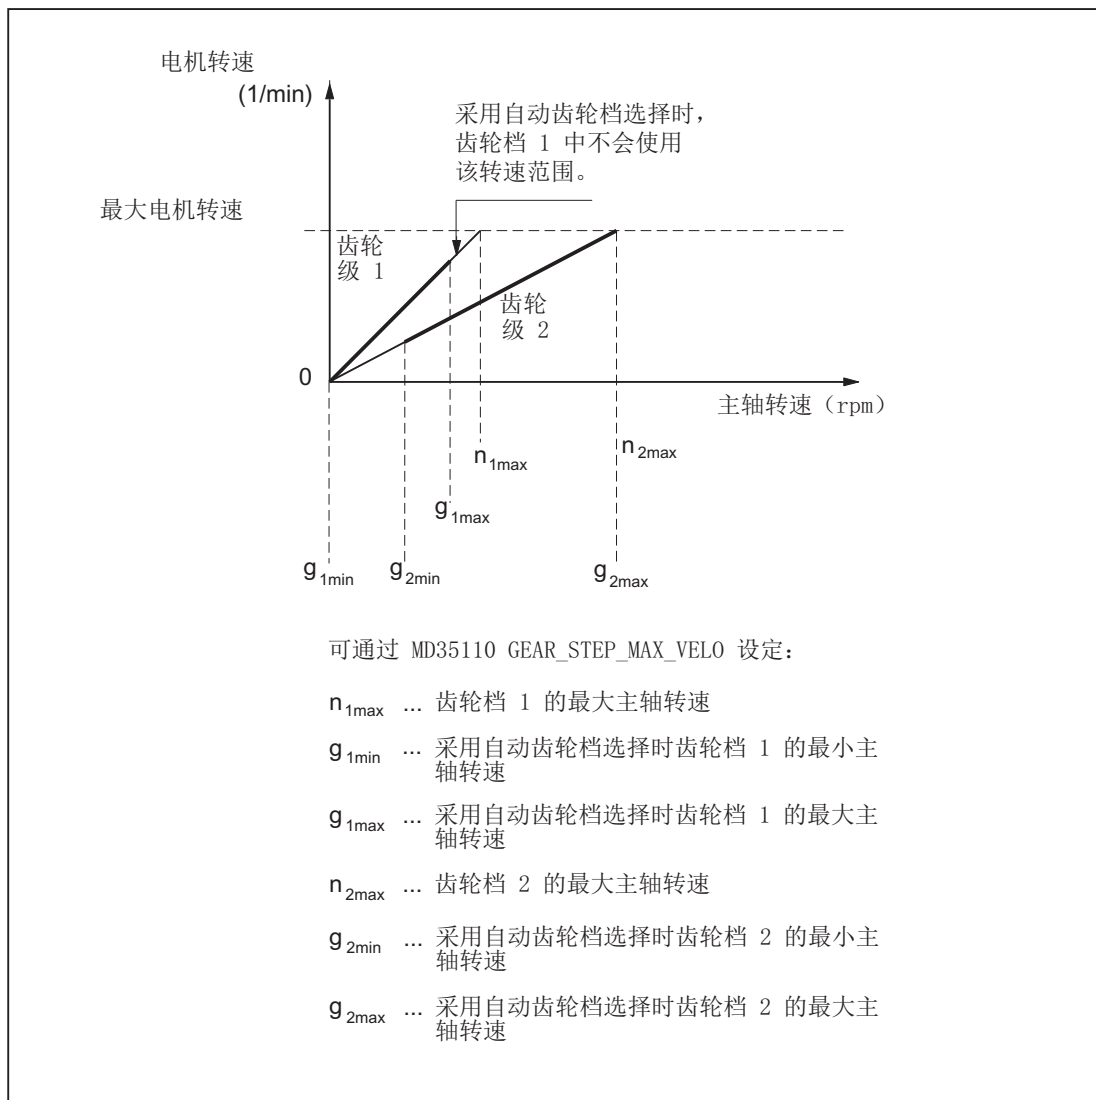 电机转速
(1/min)
采用自动齿轮档选择时，
齿轮档 1 中不会使用
该转速范围。
最大电机转速
齿轮
级 1
齿轮
级 2
0
主轴转速（rpm）
n1max
n2max
g1max
g1min
g2min
g2max
可通过 MD35110 GEAR_STEP_MAX_VELO 设定：
n1max ... 齿轮档 1 的最大主轴转速
g1min ... 采用自动齿轮档选择时齿轮档 1 的最小主
轴转速
g1max ... 采用自动齿轮档选择时齿轮档 1 的最大主
轴转速
n2max ... 齿轮档 2 的最大主轴转速
g2min ... 采用自动齿轮档选择时齿轮档 2 的最小主
轴转速
g2max ... 采用自动齿轮档选择时齿轮档 2 的最大主
轴转速